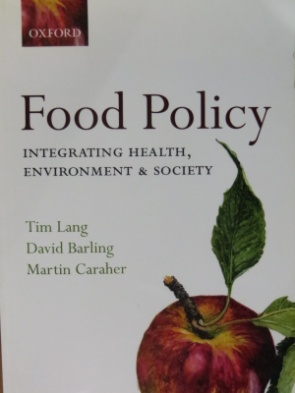 OXFORD
Food Policy
INTEGRATING HEALTH,
ENVIRONMENT & SOCIETY
Tim Lang
David Barling
Martin Caraher